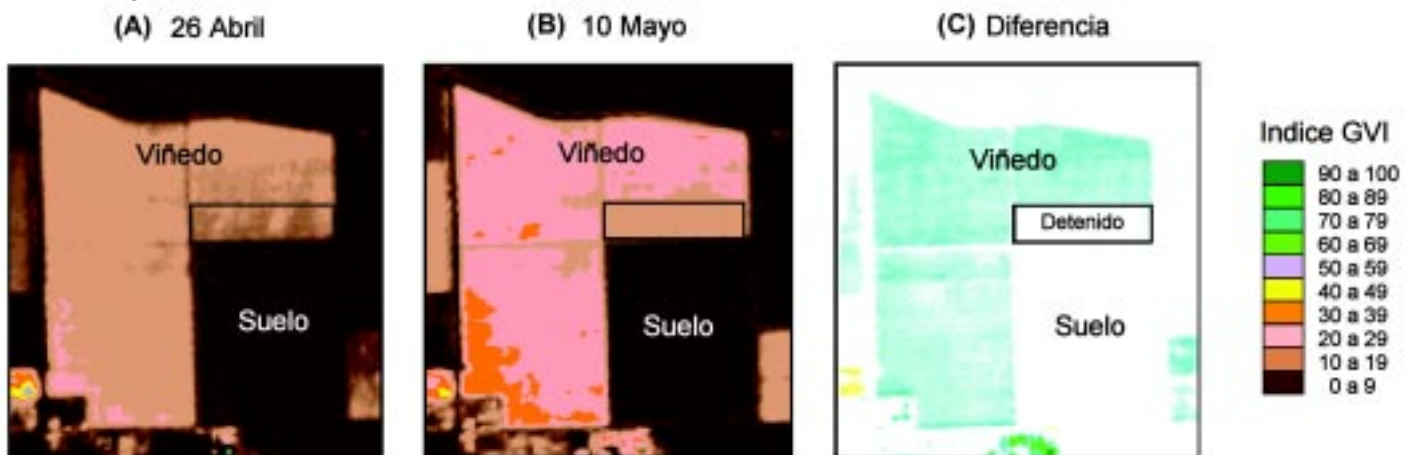 (A) 26 Abril
Viñedo
Suelo
(B) 10 Mayo
Viñedo
Suelo
(C) Diferencia
Viñedo
Detenido
Suelo
Indice GVI
90 a 100
80 a 89
70 a 79
60 a 69
50 a 59
40 a 49
30 a 39
20 a 29
10 a 19
0 a 9